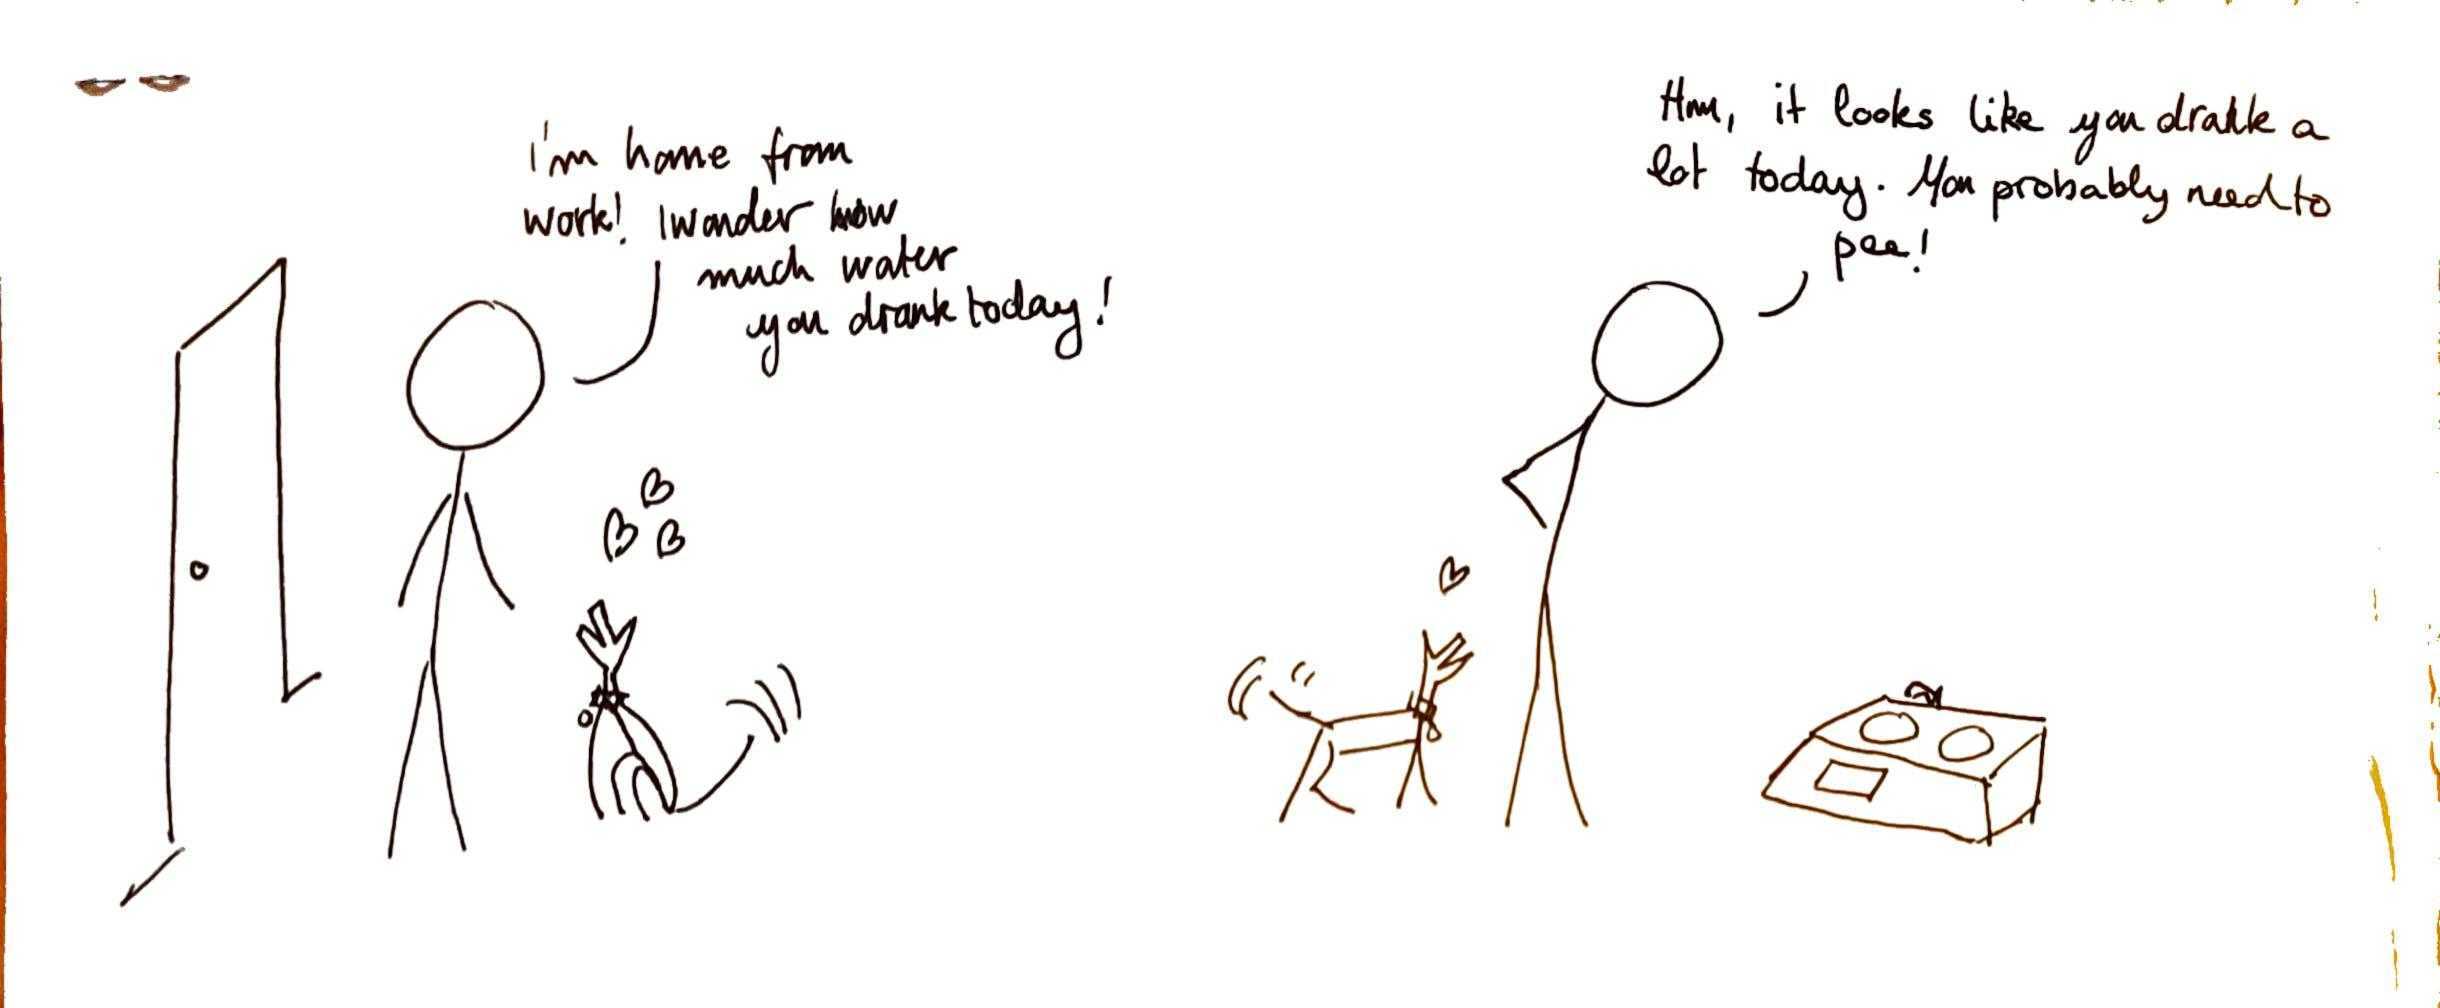 i'm home from
work! I wonder how
much water
you drank today!
Hmm, it looks like you drank a
lot today. You probably need to
pee!